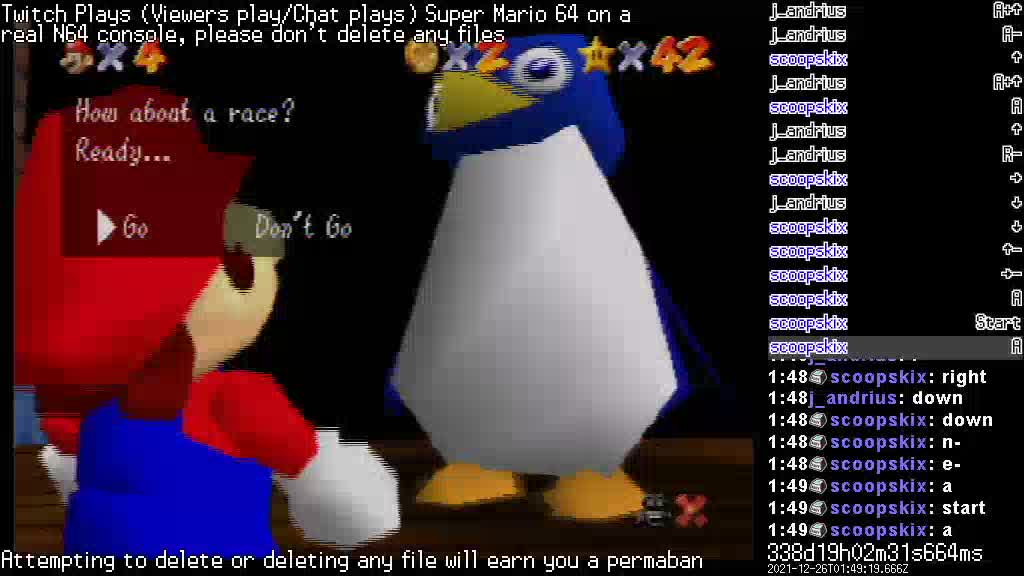 Twitch Plays (Viewers play/Chat plays) Super Mario 64 on a
real N64 console, please don't delete any files
x 4
x 2
x 42
How about a race?
Ready...
Go
Don't Go
Attempting to delete or deleting any file will earn you a permaban
j_andrius A+↑
j_andrius A-
scoopskix ↑
j_andrius A+↑
scoopskix A
j_andrius ↑
j_andrius R-
scoopskix →
j_andrius ↓
scoopskix ↓
scoopskix ↑-
scoopskix →-
scoopskix A
scoopskix Start
scoopskix A
1:48 scoopskix: right
1:48 j_andrius: down
1:48 scoopskix: down
1:48 scoopskix: n-
1:48 scoopskix: e-
1:49 scoopskix: a
1:49 scoopskix: start
1:49 scoopskix: a
338d19h02m31s664ms
2021-12-26T01:49:19.666Z